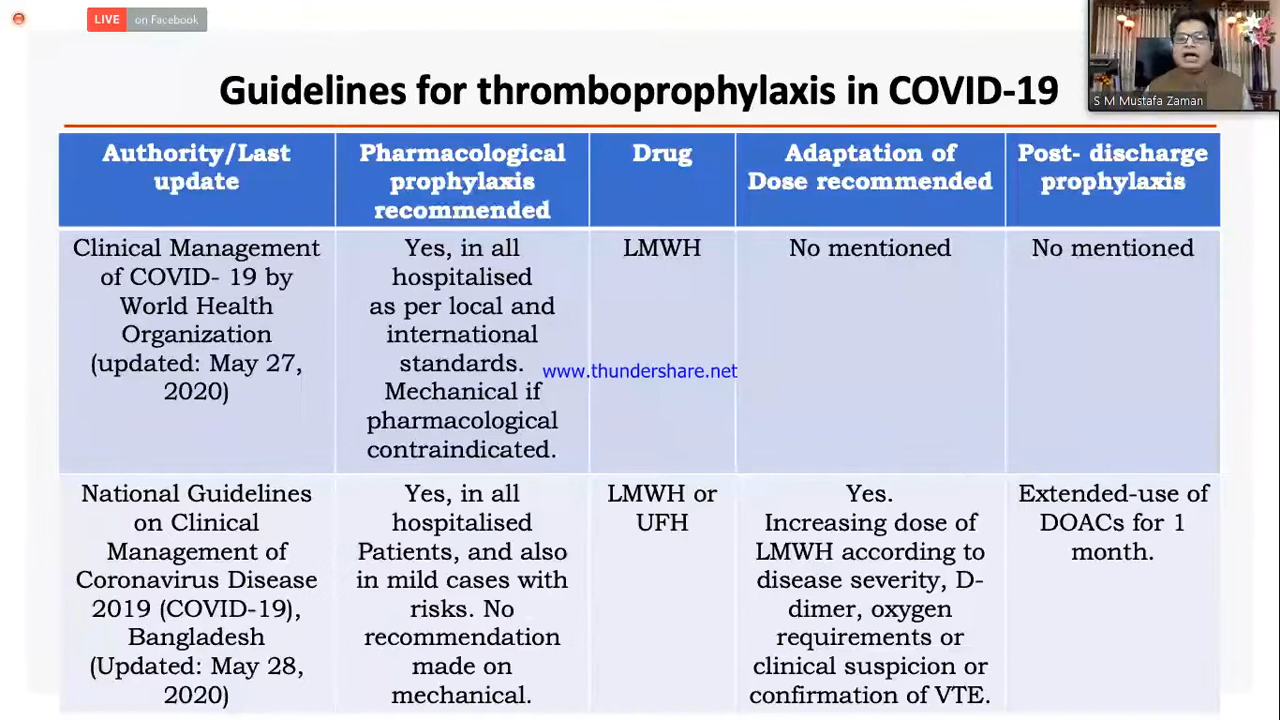 LIVE on Facebook
S M Mustafa Zaman
Guidelines for thromboprophylaxis in COVID-19
Authority/Last
update
Pharmacological
prophylaxis
recommended
Drug
Adaptation of
Dose recommended
Post- discharge
prophylaxis
Clinical Management
of COVID- 19 by
World Health
Organization
(updated: May 27,
2020)
Yes, in all
hospitalised
as per local and
international
standards.
Mechanical if
pharmacological
contraindicated.
LMWH
No mentioned
No mentioned
www.thundershare.net
National Guidelines
on Clinical
Management of
Coronavirus Disease
2019 (COVID-19),
Bangladesh
(Updated: May 28,
2020)
Yes, in all
hospitalised
Patients, and also
in mild cases with
risks. No
recommendation
made on
mechanical.
LMWH or
UFH
Yes.
Increasing dose of
LMWH according to
disease severity, D-
dimer, oxygen
requirements or
clinical suspicion or
confirmation of VTE.
Extended-use of
DOACs for 1
month.